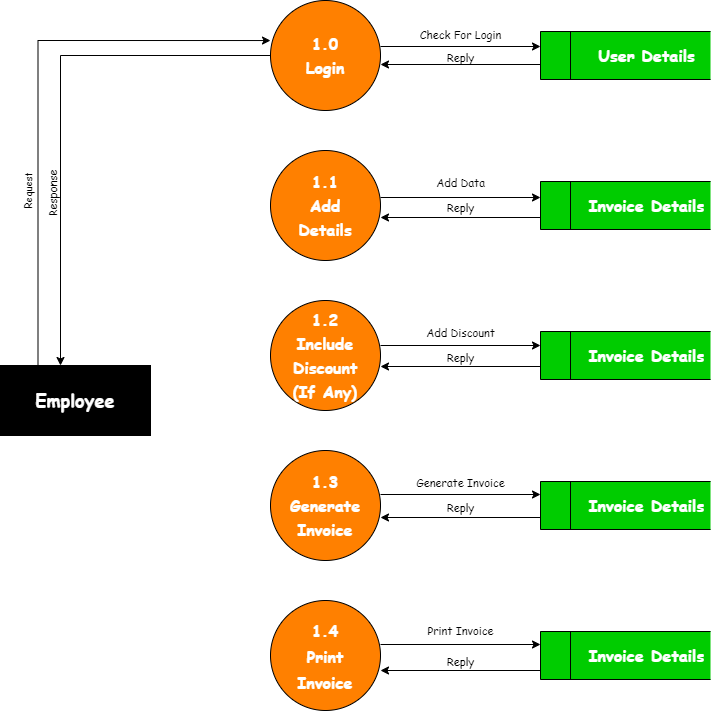 1.0
Login
Check For Login
Reply
User Details
Request
Response
1.1
Add
Details
Add Data
Reply
Invoice Details
1.2
Include
Discount
(If Any)
Add Discount
Reply
Invoice Details
Employee
1.3
Generate
Invoice
Generate Invoice
Reply
Invoice Details
1.4
Print
Invoice
Print Invoice
Reply
Invoice Details